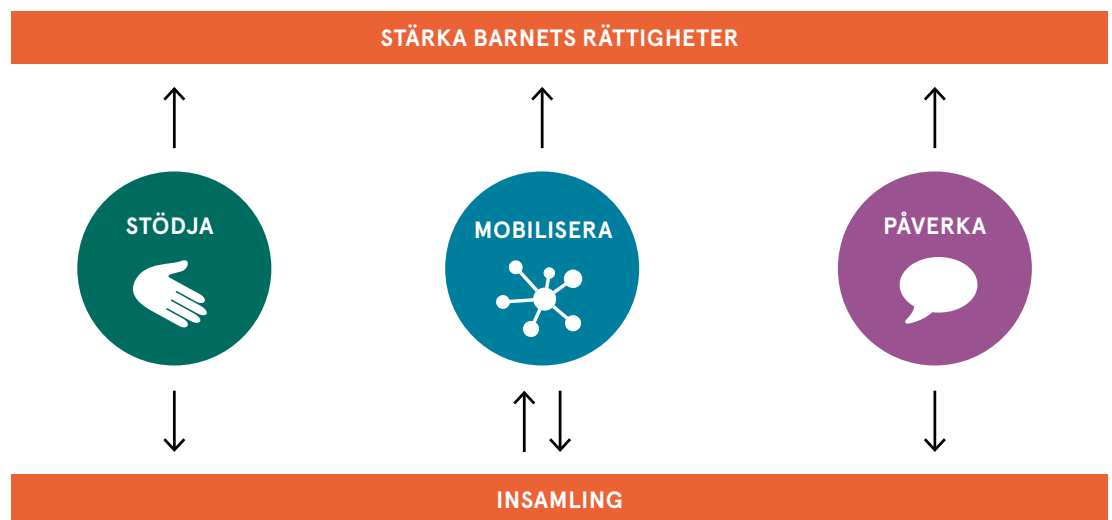 STÄRKA BARNETS RÄTTIGHETER
STÖDJA
MOBILISERA
PÅVERKA
INSAMLING